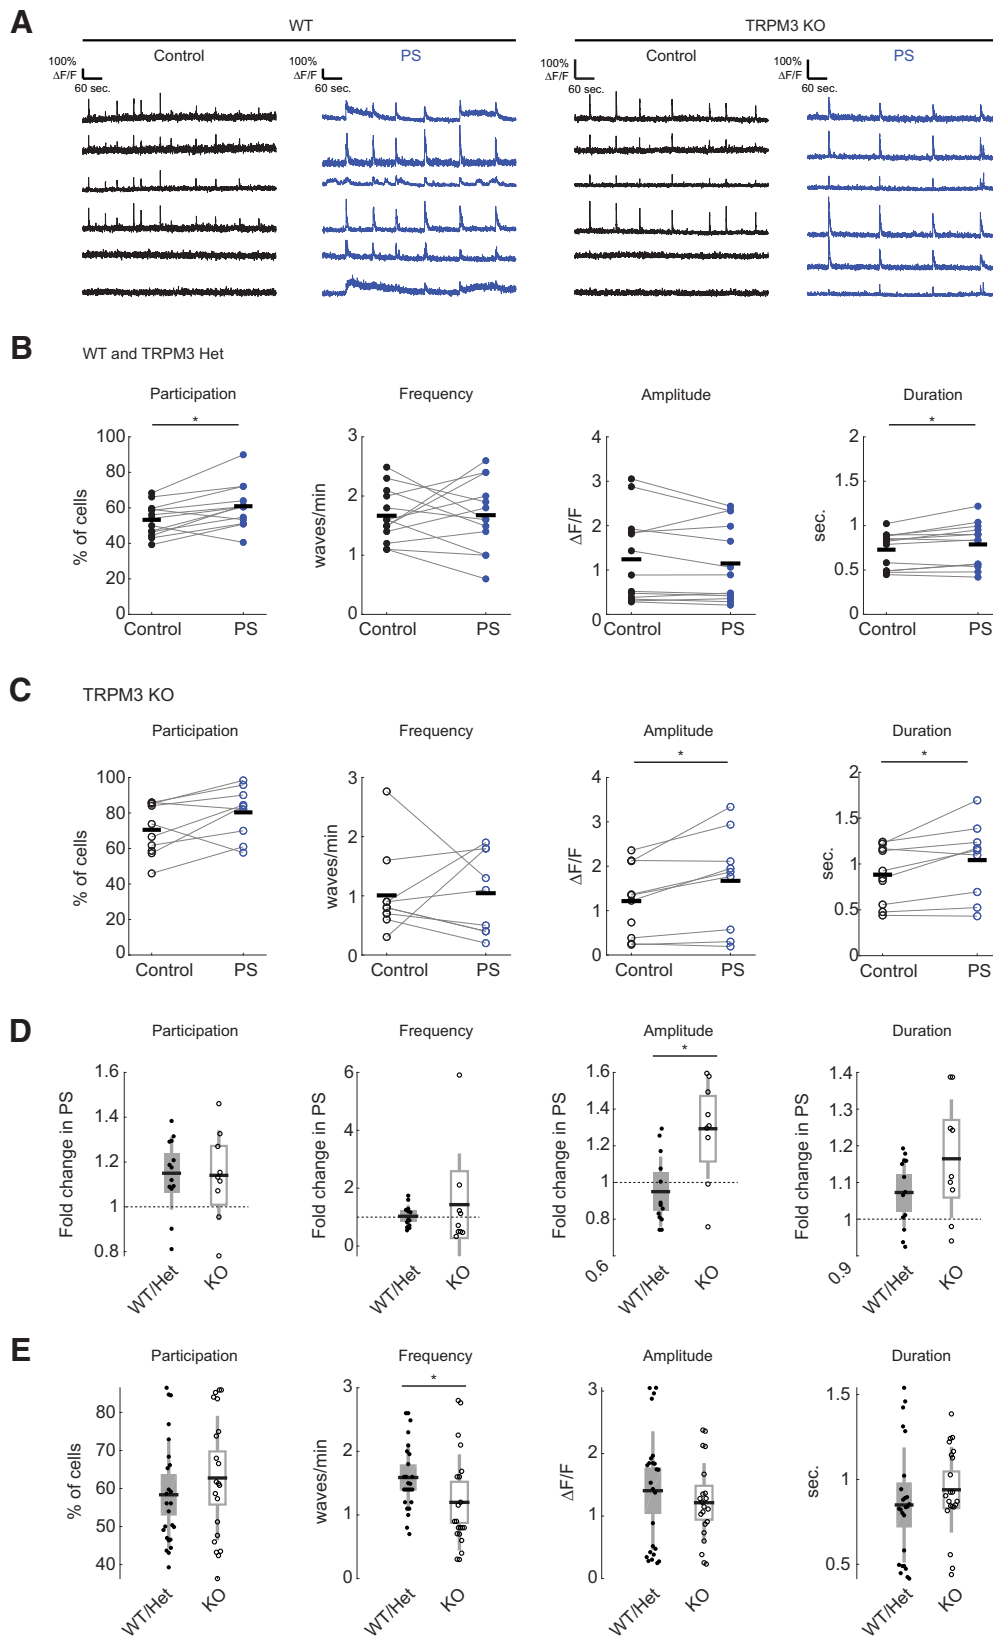 A
WT
TRPM3 KO
Control
PS
Control
PS
100%
ΔF/F
60 sec.
100%
ΔF/F
60 sec.
100%
ΔF/F
60 sec.
100%
ΔF/F
60 sec.
B
WT and TRPM3 Het
Participation
Frequency
Amplitude
Duration
*
*
100
80
60
40
20
0
% of cells
Control
PS
3
2
1
0
waves/min
Control
PS
4
3
2
1
0
ΔF/F
Control
PS
2
1
0.5
0
sec.
Control
PS
C
TRPM3 KO
Participation
Frequency
Amplitude
Duration
*
*
100
80
60
40
20
0
% of cells
Control
PS
3
2
1
0
waves/min
Control
PS
4
3
2
1
0
ΔF/F
Control
PS
2
1.5
1
0.5
0
sec.
Control
PS
D
Participation
Frequency
Amplitude
Duration
*
1.6
1.4
1.2
1
0.8
Fold change in PS
WT/Het
KO
6
4
2
0
Fold change in PS
WT/Het
KO
1.6
1.4
1.2
1
0.8
0.6
Fold change in PS
WT/Het
KO
1.4
1.3
1.2
1.1
1
0.9
Fold change in PS
WT/Het
KO
E
Participation
Frequency
Amplitude
Duration
*
80
70
60
50
40
% of cells
WT/Het
KO
3
2
1
0
waves/min
WT/Het
KO
3
2
1
0
ΔF/F
WT/Het
KO
1.5
1
0.5
sec.
WT/Het
KO